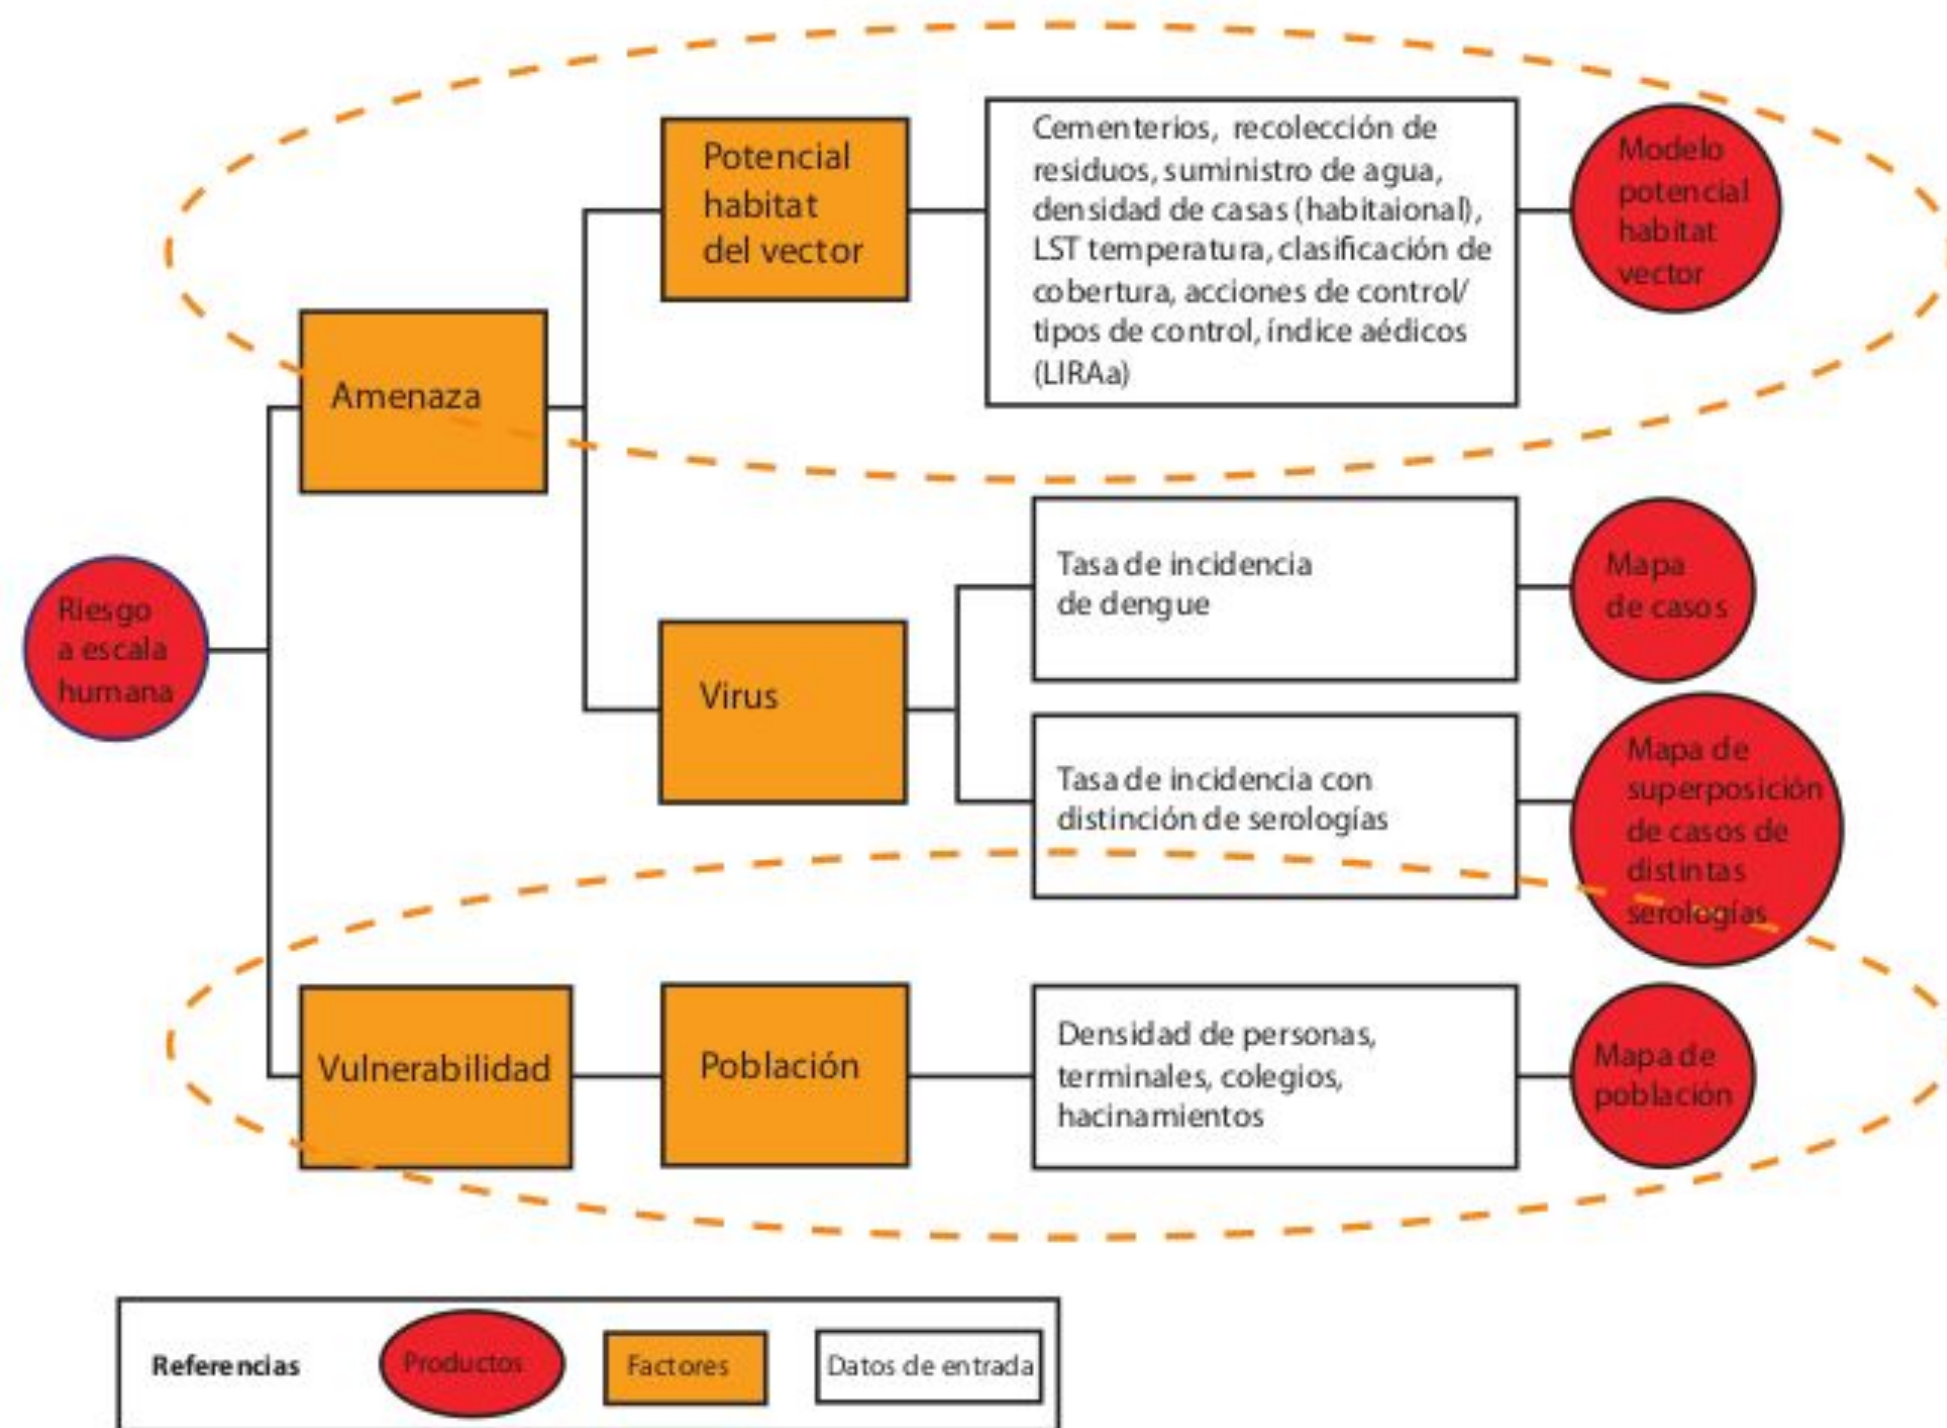 Potencial
habitat
del vector
Cementerios, recolección de
residuos, suministro de agua,
densidad de casas (habitaional),
LST temperatura, clasificación de
cobertura, acciones de control/
tipos de control, índice aédicos
(LIRAa)
Modelo
potencial
habitat
vector
Amenaza
Riesgo
a escala
humana
Virus
Tasa de incidencia
de dengue
Mapa
de casos
Tasa de incidencia con
distinción de serologías
Mapa de
superposición
de casos de
distintas
serologías
Vulnerabilidad
Población
Densidad de personas,
terminales, colegios,
hacinamientos
Mapa de
población
Referencias
Productos
Factores
Datos de entrada